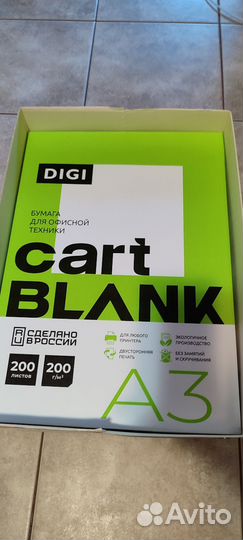 DIGI
БУМАГА
ДЛЯ ОФИСНОЙ
ТЕХНИКИ
cart
BLANK
RU СДЕЛАНО
В РОССИИ
ДЛЯ ЛЮБОГО
ПРИНТЕРА
ЭКОЛОГИЧНОЕ
ПРОИЗВОДСТВО
200
ЛИСТОВ
200
г/м²
ДВУСТОРОННЯЯ
ПЕЧАТЬ
БЕЗ ЗАМЯТИЙ
И СКРУЧИВАНИЯ
A3
Avito